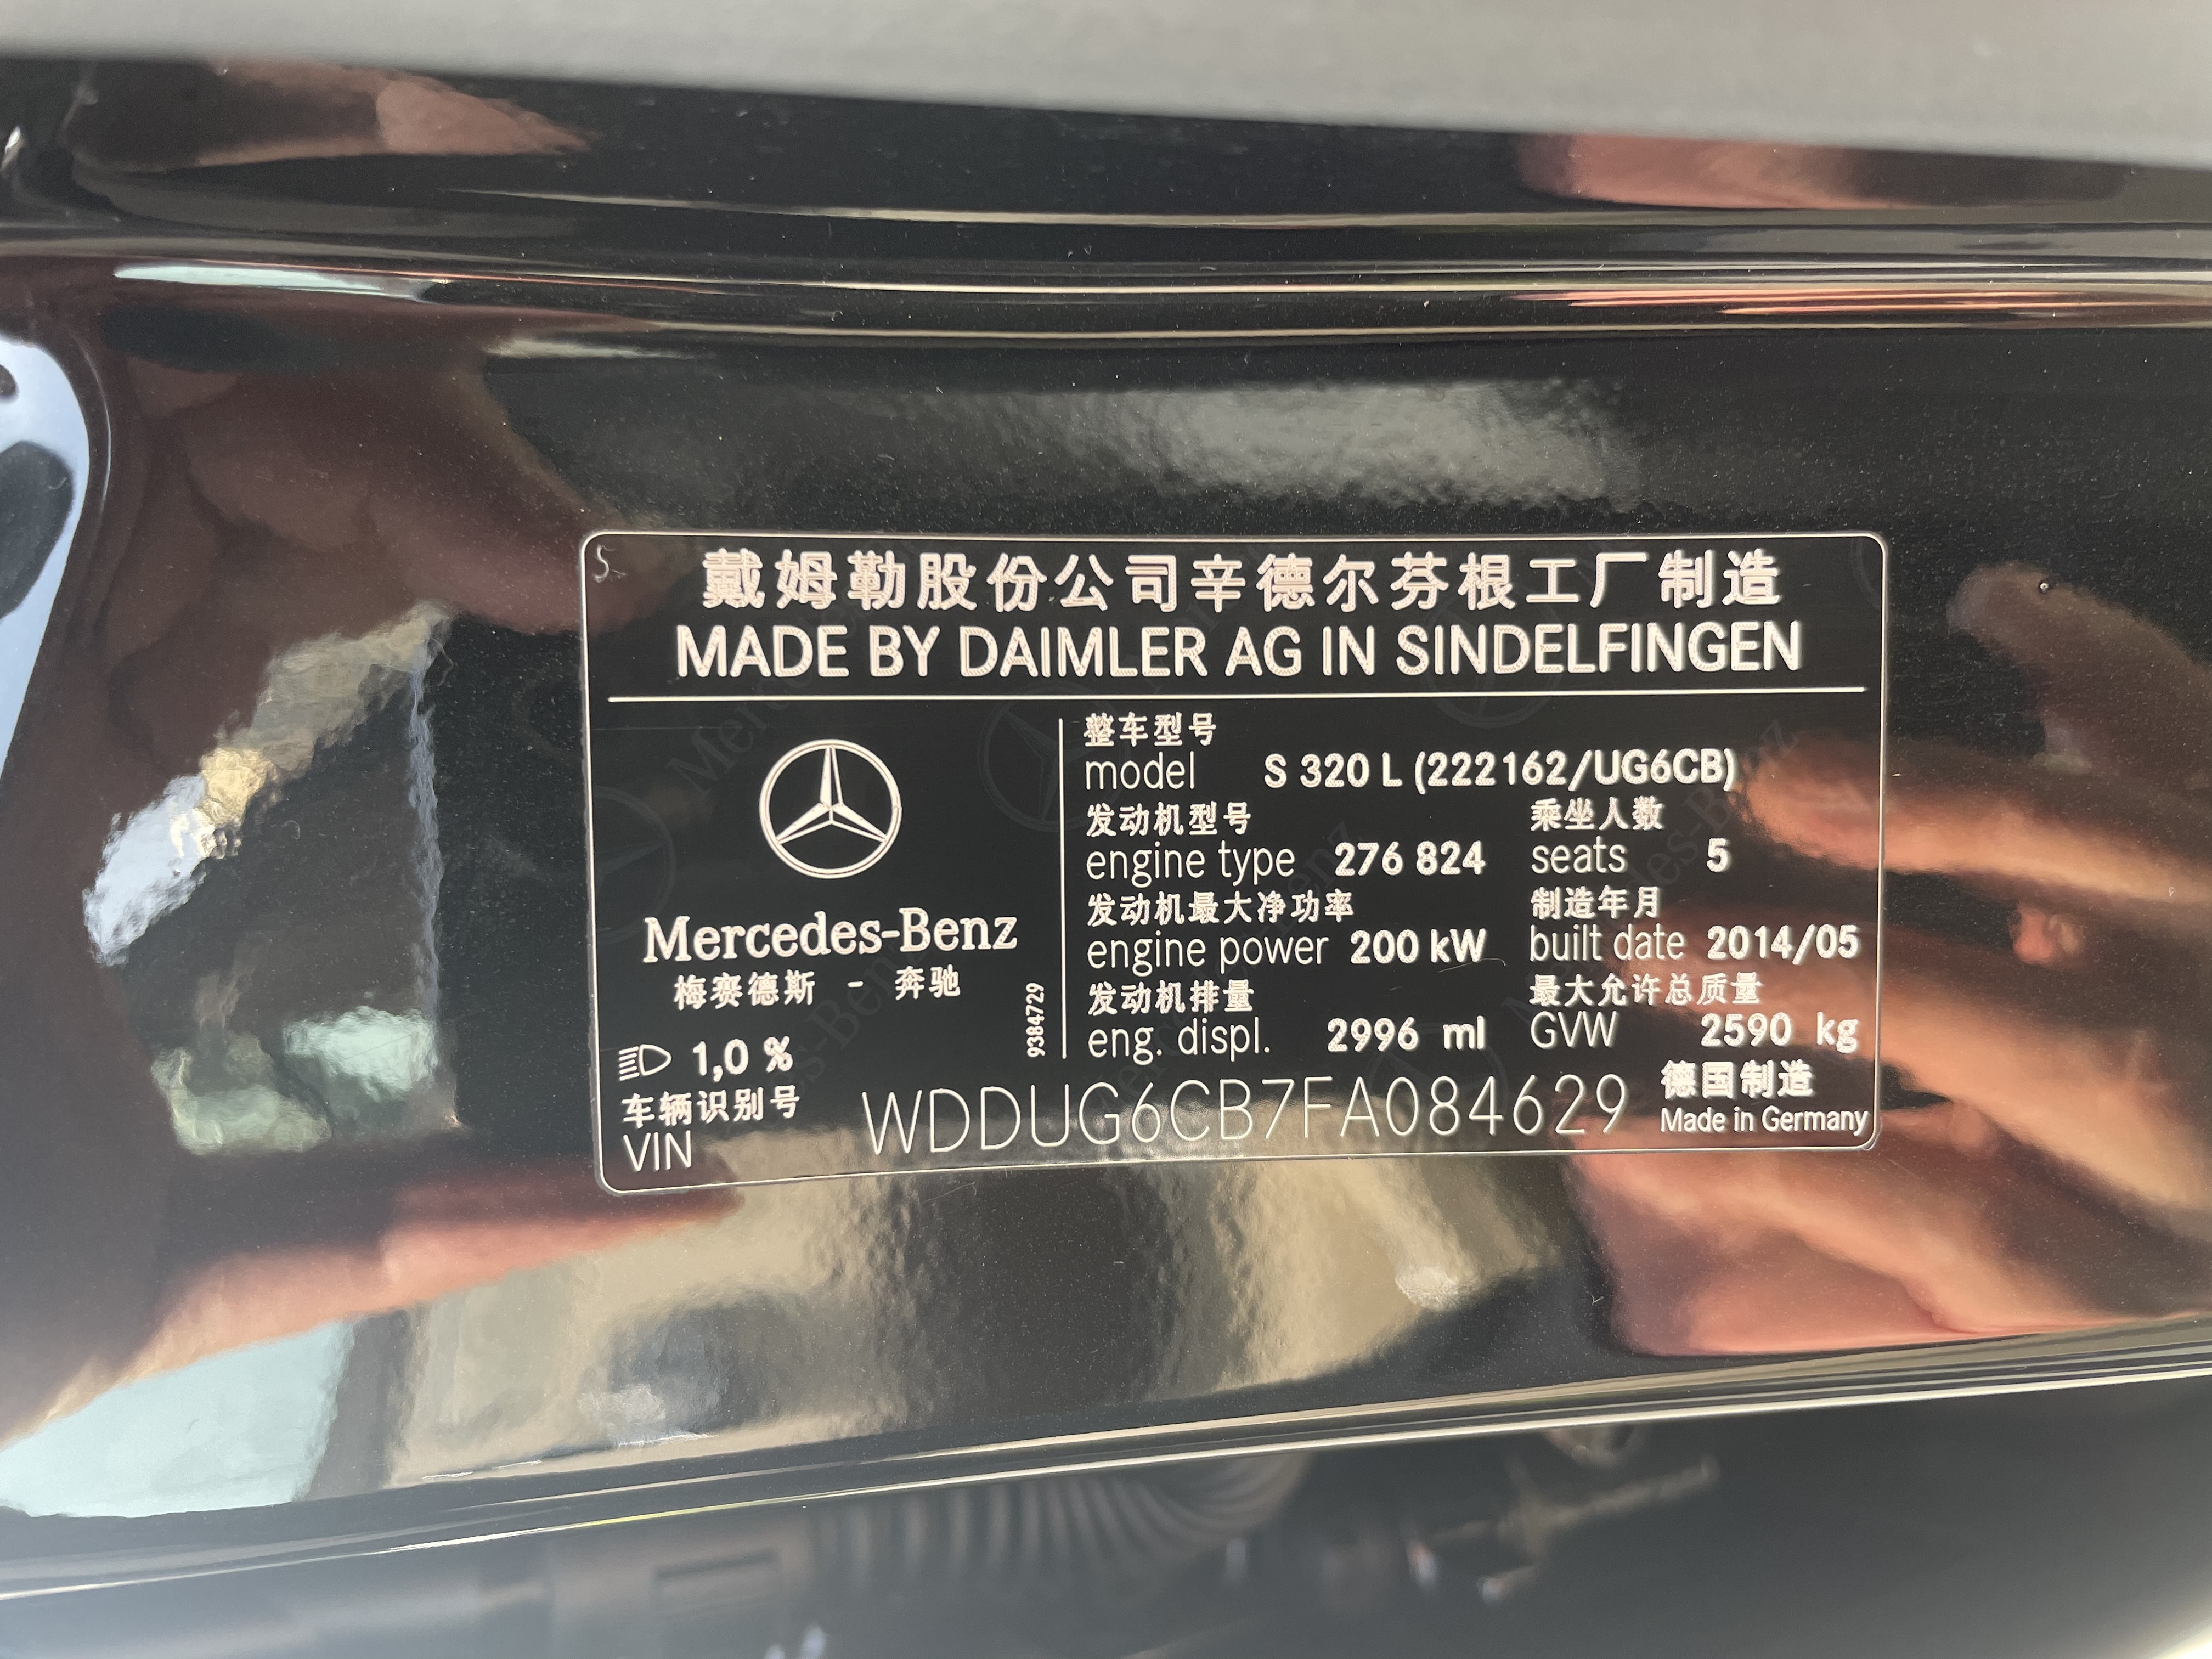 戴姆勒股份公司辛德尔芬根工厂制造
MADE BY DAIMLER AG IN SINDELFINGEN
整车型号
model S 320 L (222162/UG6CB)
发动机型号 乘坐人数
engine type 276 824 seats 5
发动机最大净功率 制造年月
engine power 200 kW built date 2014/05
发动机排量 最大允许总质量
eng. displ. 2996 ml GVW 2590 kg
Mercedes-Benz
梅赛德斯 - 奔驰
9384729
1,0 %
车辆识别号
VIN WDDUG6CB7FA084629
德国制造
Made in Germany